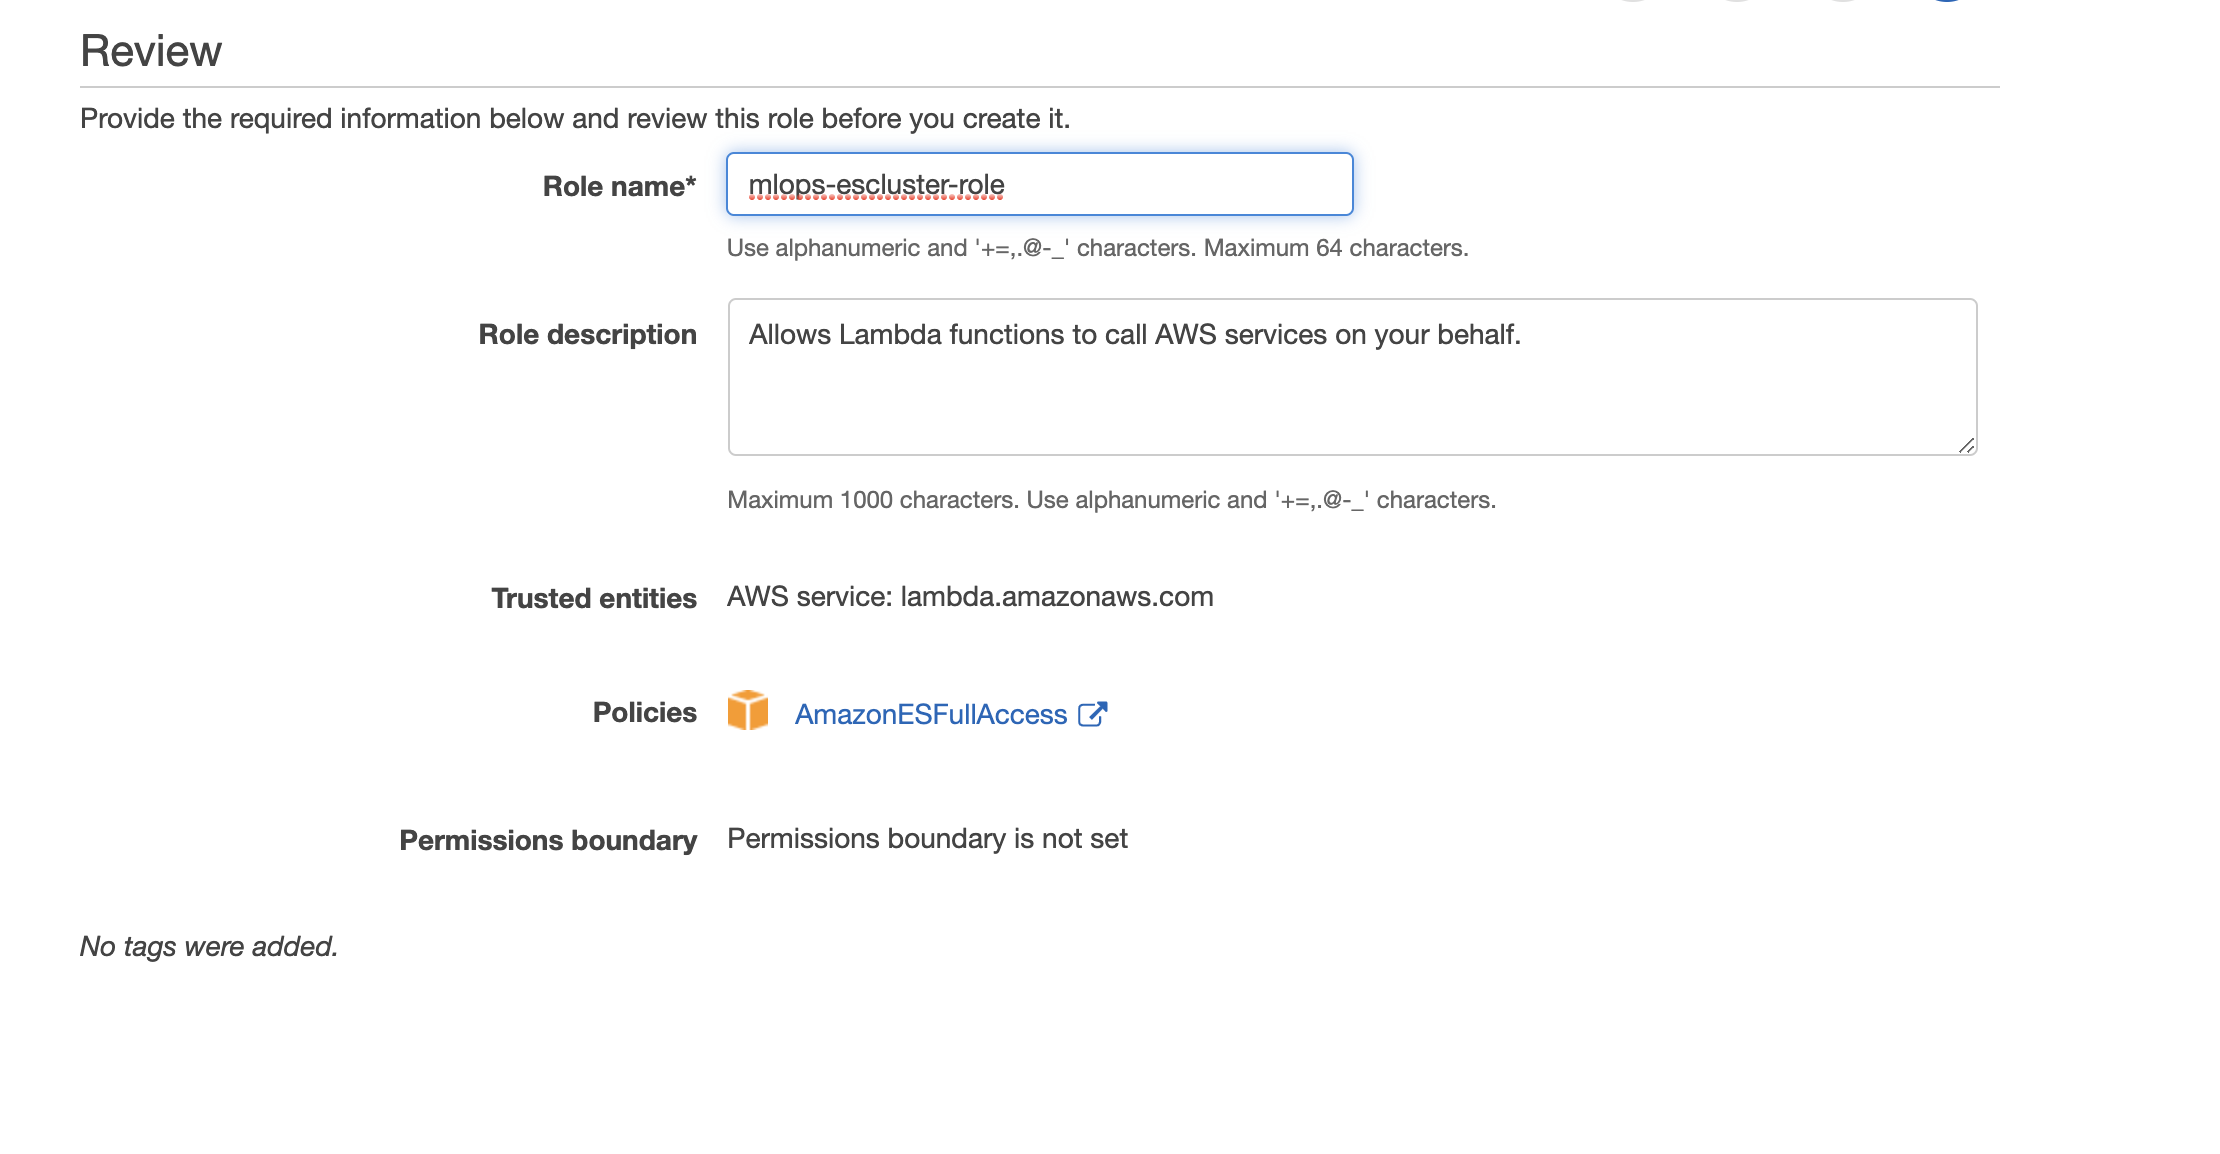 Review
Provide the required information below and review this role before you create it.
Role name* mlops-escluster-role
Use alphanumeric and '+=,.@-_' characters. Maximum 64 characters.
Role description Allows Lambda functions to call AWS services on your behalf.
Maximum 1000 characters. Use alphanumeric and '+=,.@-_' characters.
Trusted entities AWS service: lambda.amazonaws.com
Policies AmazonESFullAccess
Permissions boundary Permissions boundary is not set
No tags were added.